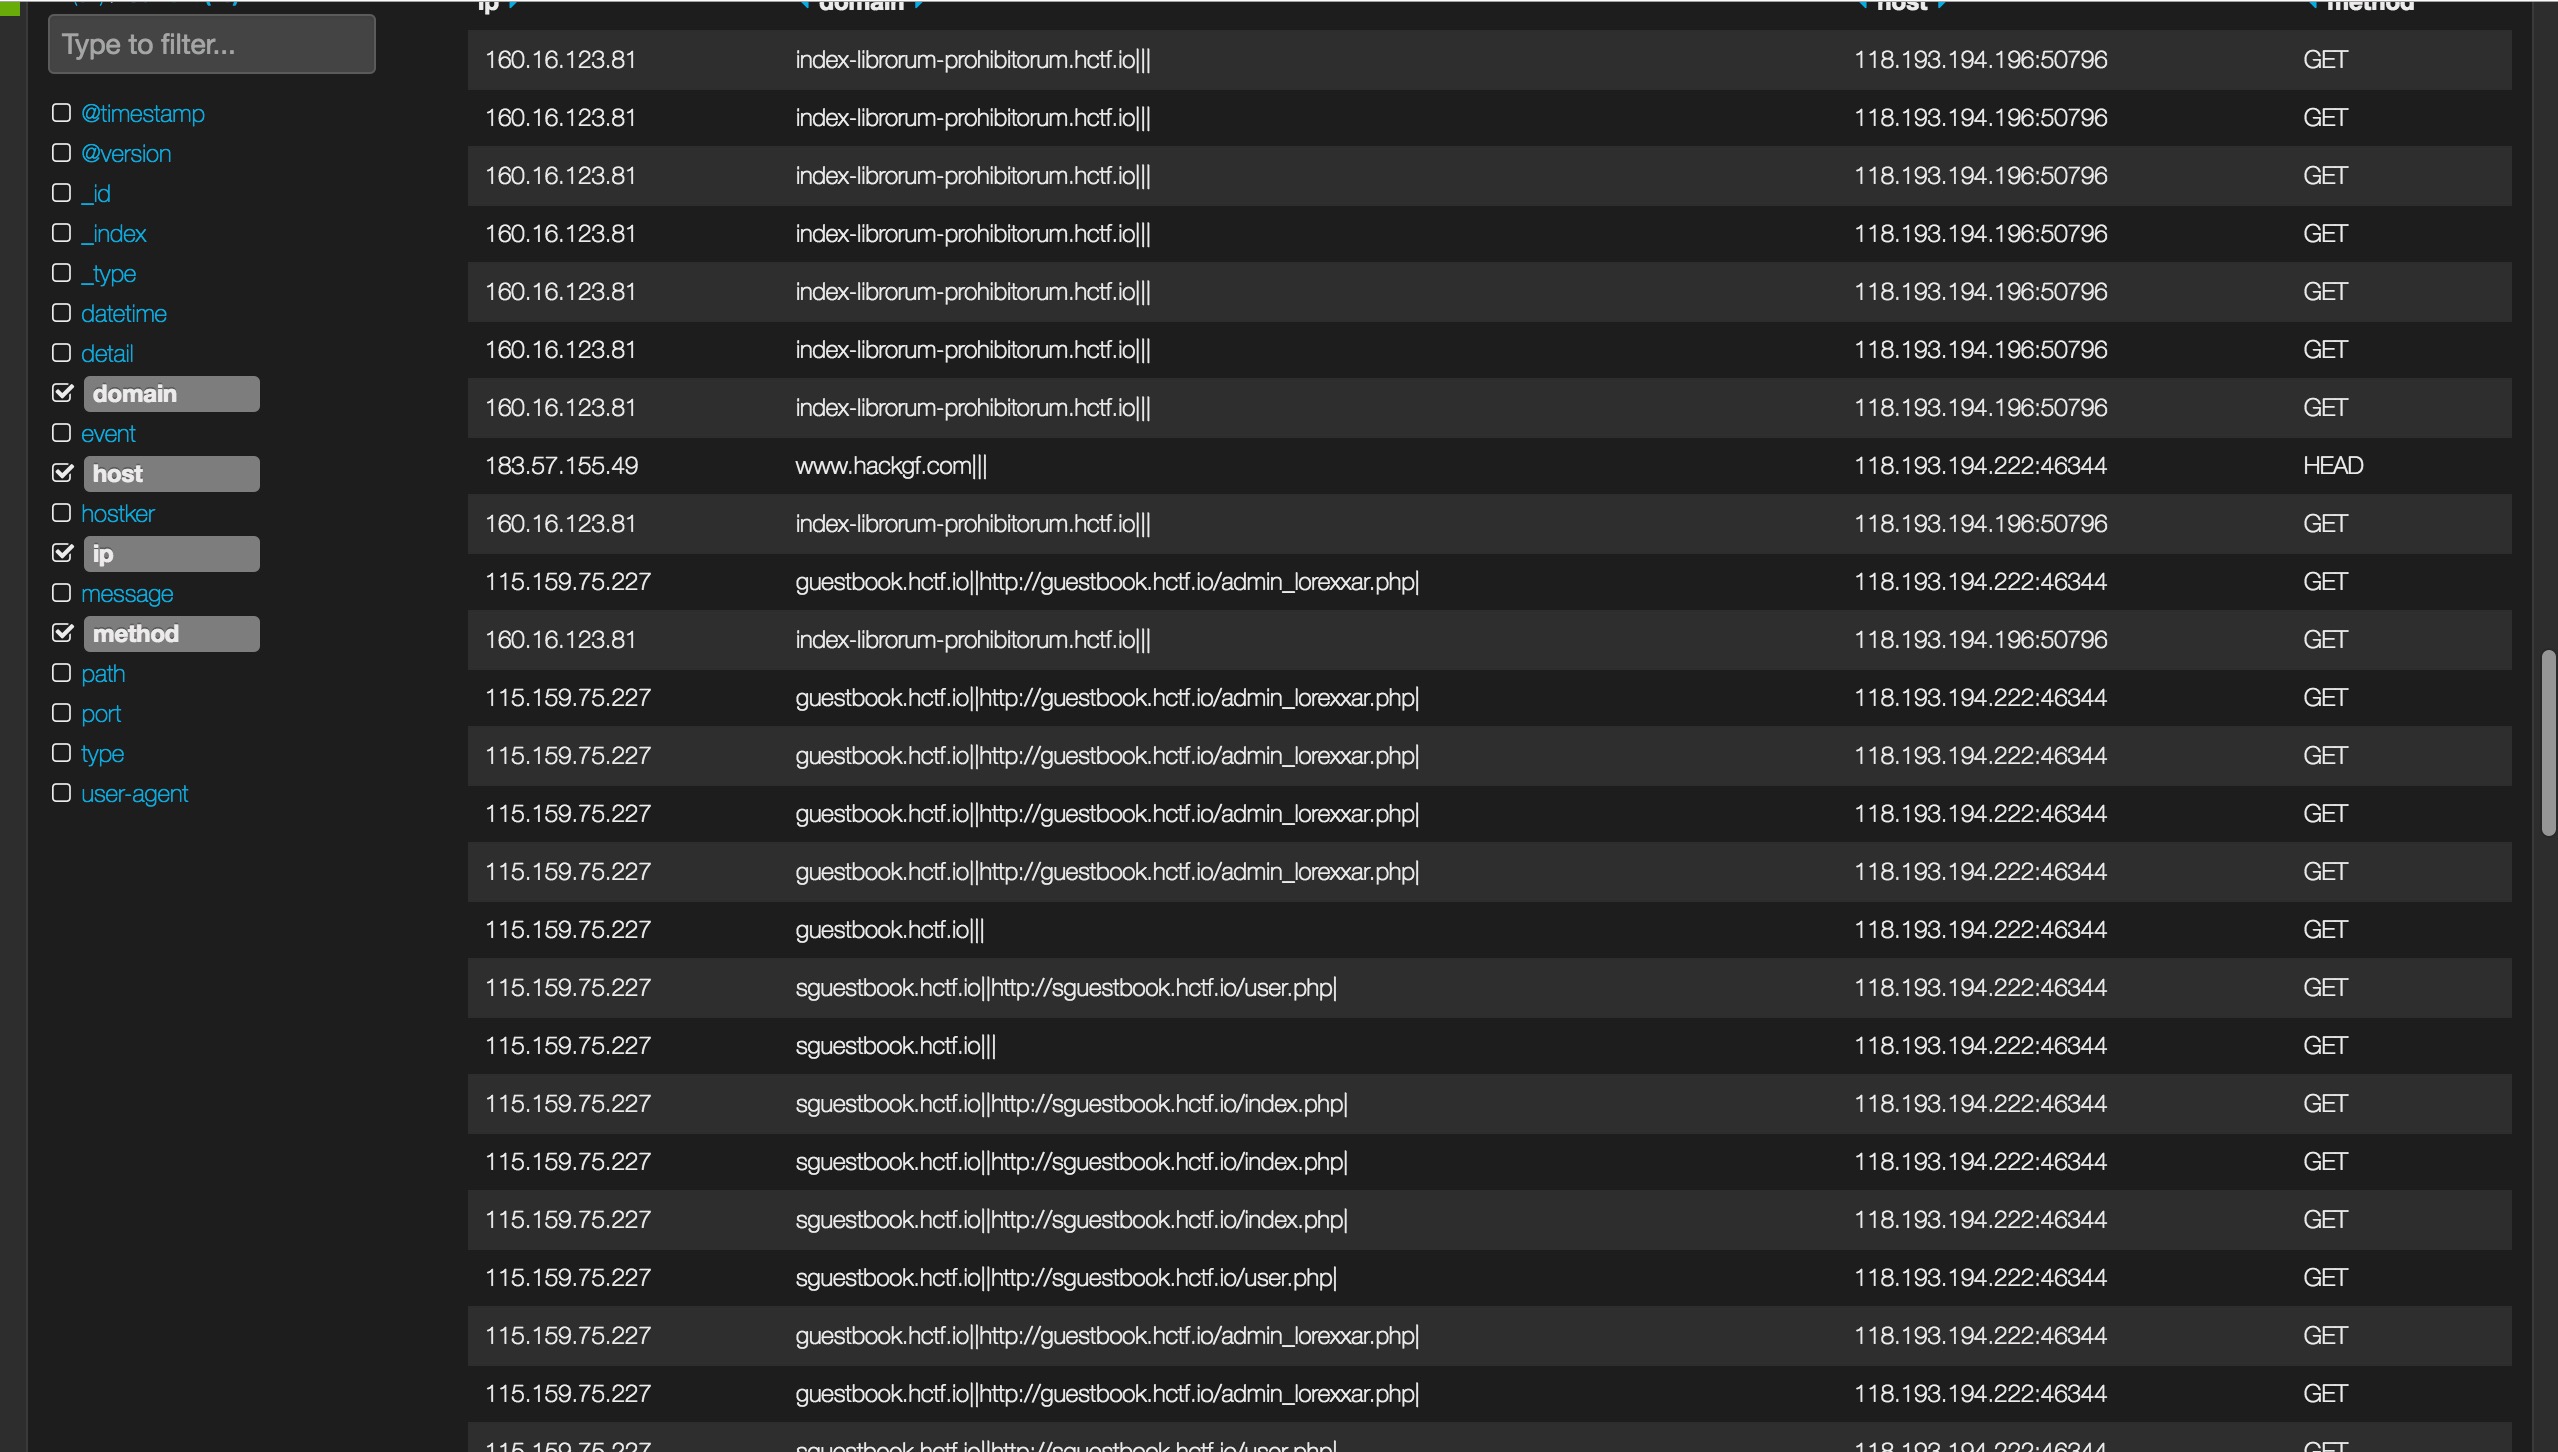 ip domain host method
Type to filter...
@timestamp
@version
_id
_index
_type
datetime
detail
domain
event
host
hostker
ip
message
method
path
port
type
user-agent
160.16.123.81 index-librorum-prohibitorum.hctf.io||| 118.193.194.196:50796 GET
160.16.123.81 index-librorum-prohibitorum.hctf.io||| 118.193.194.196:50796 GET
160.16.123.81 index-librorum-prohibitorum.hctf.io||| 118.193.194.196:50796 GET
160.16.123.81 index-librorum-prohibitorum.hctf.io||| 118.193.194.196:50796 GET
160.16.123.81 index-librorum-prohibitorum.hctf.io||| 118.193.194.196:50796 GET
160.16.123.81 index-librorum-prohibitorum.hctf.io||| 118.193.194.196:50796 GET
160.16.123.81 index-librorum-prohibitorum.hctf.io||| 118.193.194.196:50796 GET
183.57.155.49 www.hackgf.com||| 118.193.194.222:46344 HEAD
160.16.123.81 index-librorum-prohibitorum.hctf.io||| 118.193.194.196:50796 GET
115.159.75.227 guestbook.hctf.io||http://guestbook.hctf.io/admin_lorexxar.php| 118.193.194.222:46344 GET
160.16.123.81 index-librorum-prohibitorum.hctf.io||| 118.193.194.196:50796 GET
115.159.75.227 guestbook.hctf.io||http://guestbook.hctf.io/admin_lorexxar.php| 118.193.194.222:46344 GET
115.159.75.227 guestbook.hctf.io||http://guestbook.hctf.io/admin_lorexxar.php| 118.193.194.222:46344 GET
115.159.75.227 guestbook.hctf.io||http://guestbook.hctf.io/admin_lorexxar.php| 118.193.194.222:46344 GET
115.159.75.227 guestbook.hctf.io||http://guestbook.hctf.io/admin_lorexxar.php| 118.193.194.222:46344 GET
115.159.75.227 guestbook.hctf.io||| 118.193.194.222:46344 GET
115.159.75.227 sguestbook.hctf.io||http://sguestbook.hctf.io/user.php| 118.193.194.222:46344 GET
115.159.75.227 sguestbook.hctf.io||| 118.193.194.222:46344 GET
115.159.75.227 sguestbook.hctf.io||http://sguestbook.hctf.io/index.php| 118.193.194.222:46344 GET
115.159.75.227 sguestbook.hctf.io||http://sguestbook.hctf.io/index.php| 118.193.194.222:46344 GET
115.159.75.227 sguestbook.hctf.io||http://sguestbook.hctf.io/index.php| 118.193.194.222:46344 GET
115.159.75.227 sguestbook.hctf.io||http://sguestbook.hctf.io/user.php| 118.193.194.222:46344 GET
115.159.75.227 guestbook.hctf.io||http://guestbook.hctf.io/admin_lorexxar.php| 118.193.194.222:46344 GET
115.159.75.227 guestbook.hctf.io||http://guestbook.hctf.io/admin_lorexxar.php| 118.193.194.222:46344 GET
115.159.75.227 sguestbook.hctf.io||http://sguestbook.hctf.io/user.php| 118.193.194.222:46344 GET